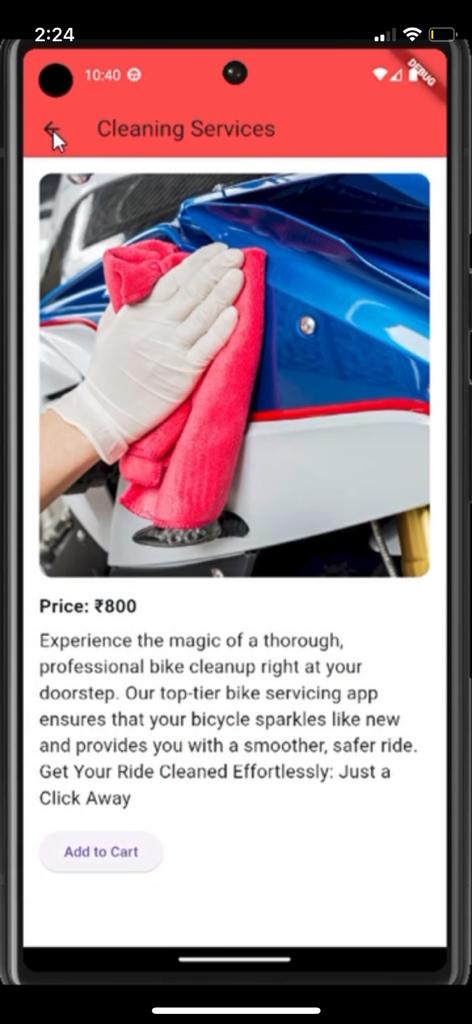 2:24
10:40
DEBUG
Cleaning Services
Price: ₹800
Experience the magic of a thorough,
professional bike cleanup right at your
doorstep. Our top-tier bike servicing app
ensures that your bicycle sparkles like new
and provides you with a smoother, safer ride.
Get Your Ride Cleaned Effortlessly: Just a
Click Away
Add to Cart